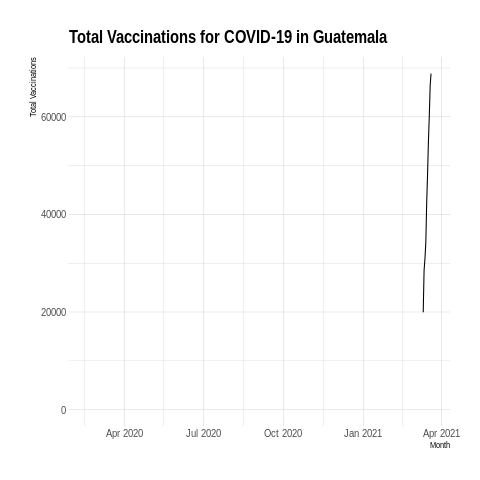 Total Vaccinations for COVID-19 in Guatemala
Total Vaccinations
60000
40000
20000
0
Apr 2020 Jul 2020 Oct 2020 Jan 2021 Apr 2021
Month